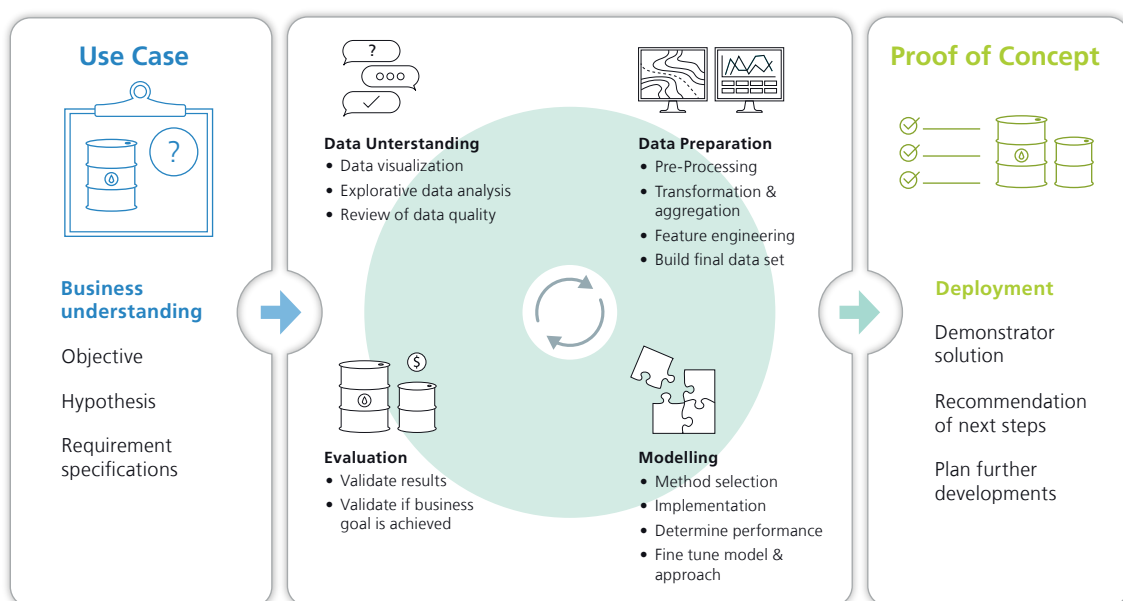 Use Case
?
Business
understanding
Objective
Hypothesis
Requirement
specifications
?
Data Unterstanding
• Data visualization
• Explorative data analysis
• Review of data quality
Data Preparation
• Pre-Processing
• Transformation &
aggregation
• Feature engineering
• Build final data set
$
Evaluation
• Validate results
• Validate if business
goal is achieved
Modelling
• Method selection
• Implementation
• Determine performance
• Fine tune model &
approach
Proof of Concept
Deployment
Demonstrator
solution
Recommendation
of next steps
Plan further
developments